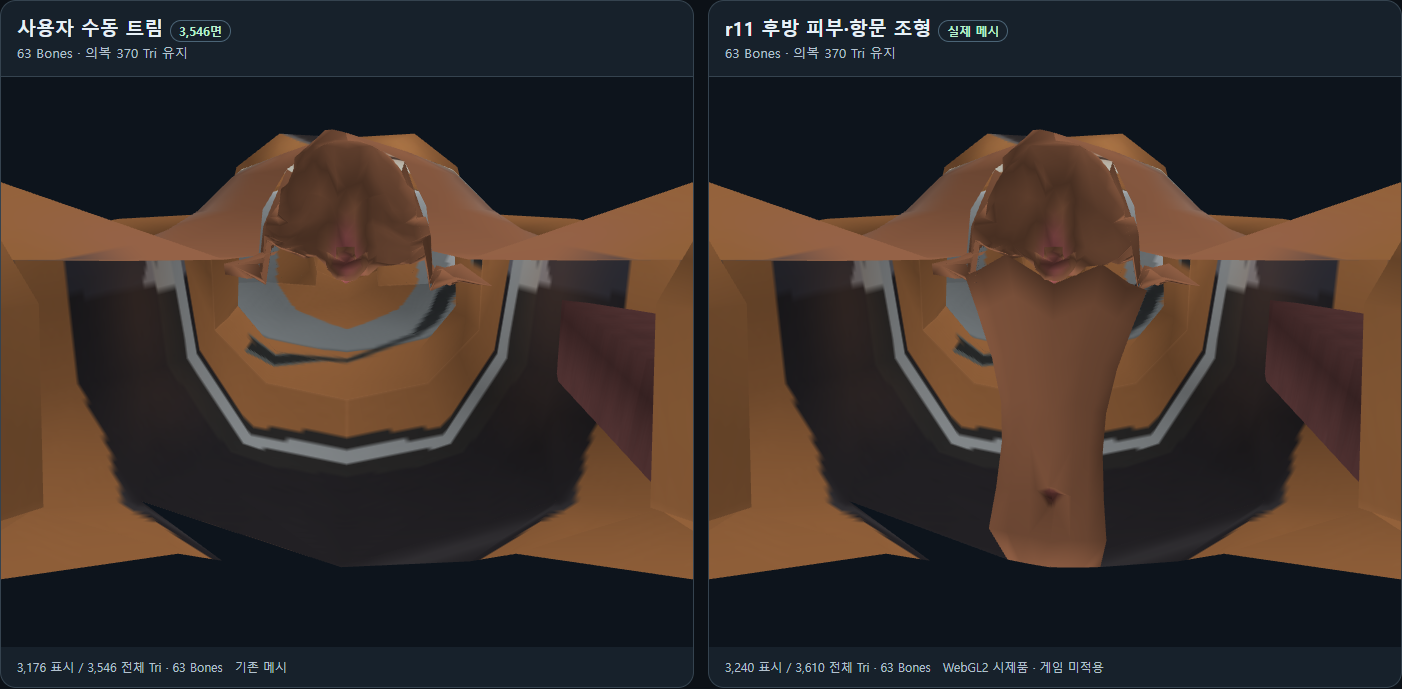 사용자 수동 트림 3,546면
63 Bones · 의복 370 Tri 유지
3,176 표시 / 3,546 전체 Tri · 63 Bones 기존 메시
r11 후방 피부·항문 조형 실제 메시
63 Bones · 의복 370 Tri 유지
3,240 표시 / 3,610 전체 Tri · 63 Bones WebGL2 시제품 · 게임 미적용